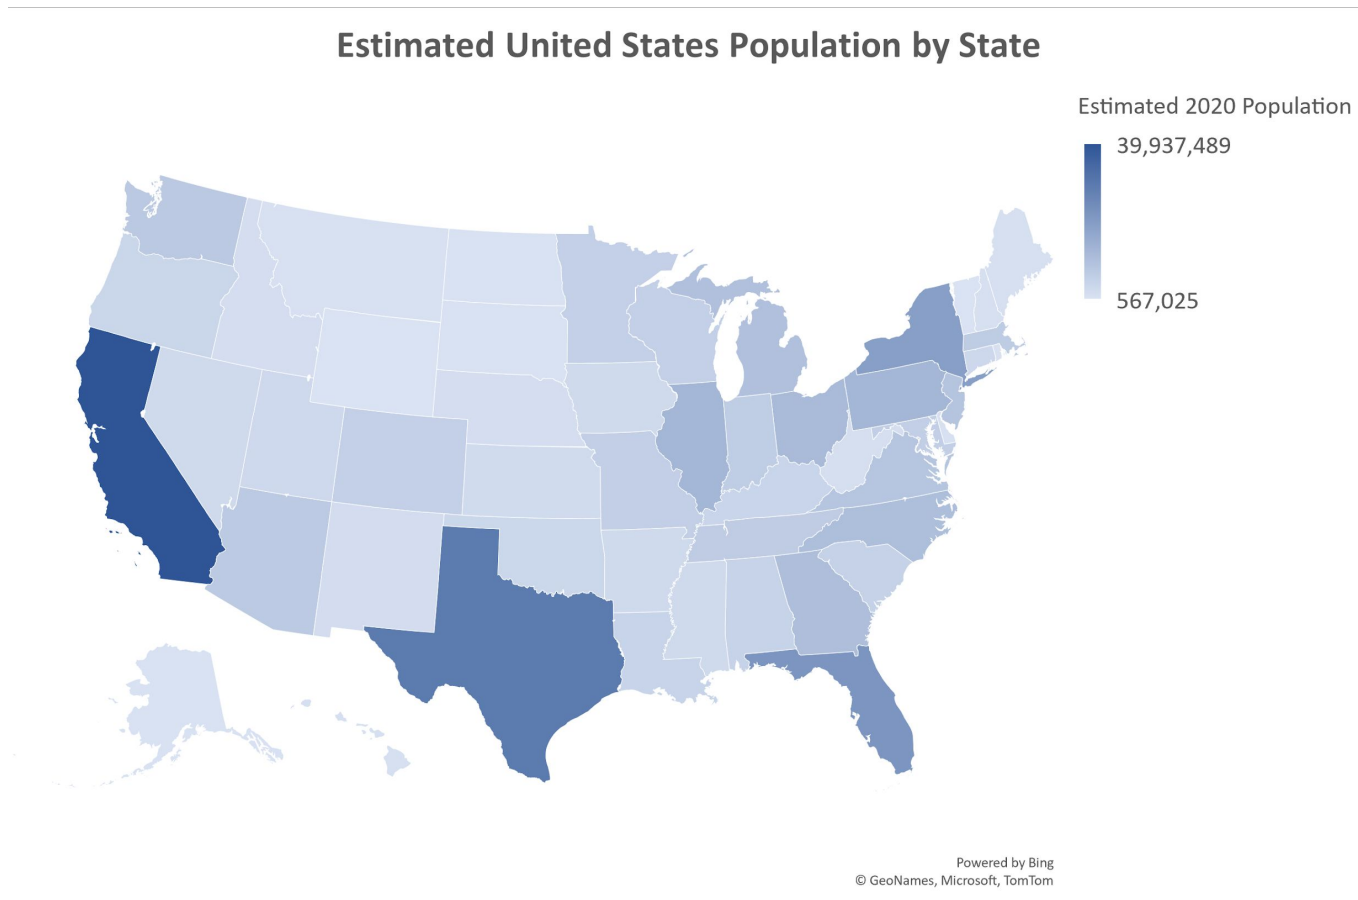 Estimated United States Population by State
Estimated 2020 Population
39,937,489
567,025
Powered by Bing
© GeoNames, Microsoft, TomTom